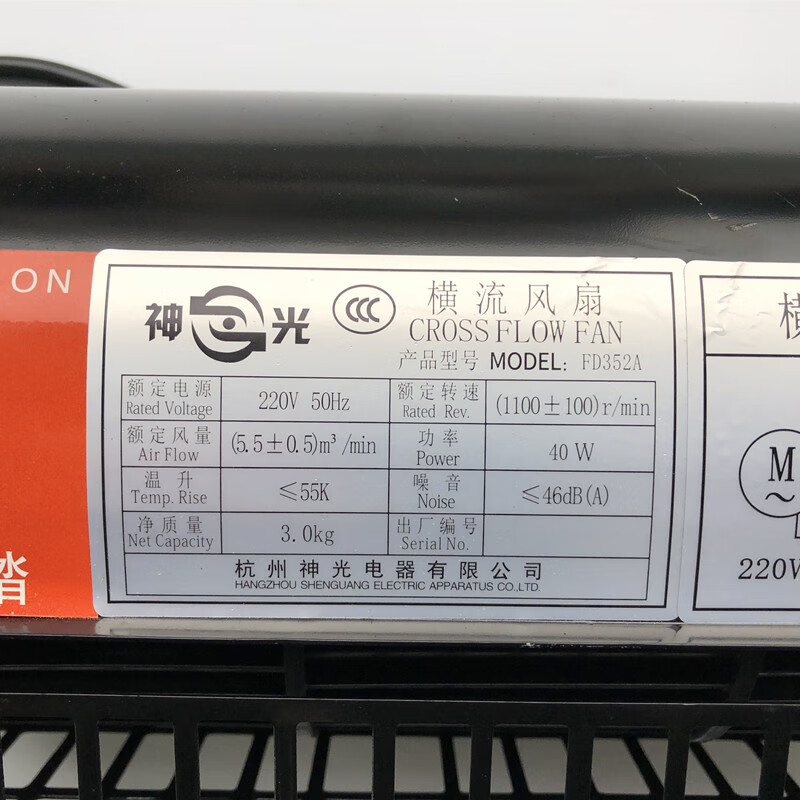 ON
踏
神光
CCC
横流风扇
CROSS FLOW FAN
产品型号 MODEL: FD352A
额定电源 220V 50Hz 额定转速 (1100±100)r/min
Rated Voltage Rated Rev.
额定风量 (5.5±0.5)m³/min 功率 40W
Air Flow Power
温升 ≤55K 噪音 ≤46dB(A)
Temp. Rise Noise
净质量 3.0kg 出厂编号
Net Capacity Serial No.
杭州神光电器有限公司
HANGZHOU SHENGUANG ELECTRIC APPARATUS CO.,LTD.
横
M
~
220V